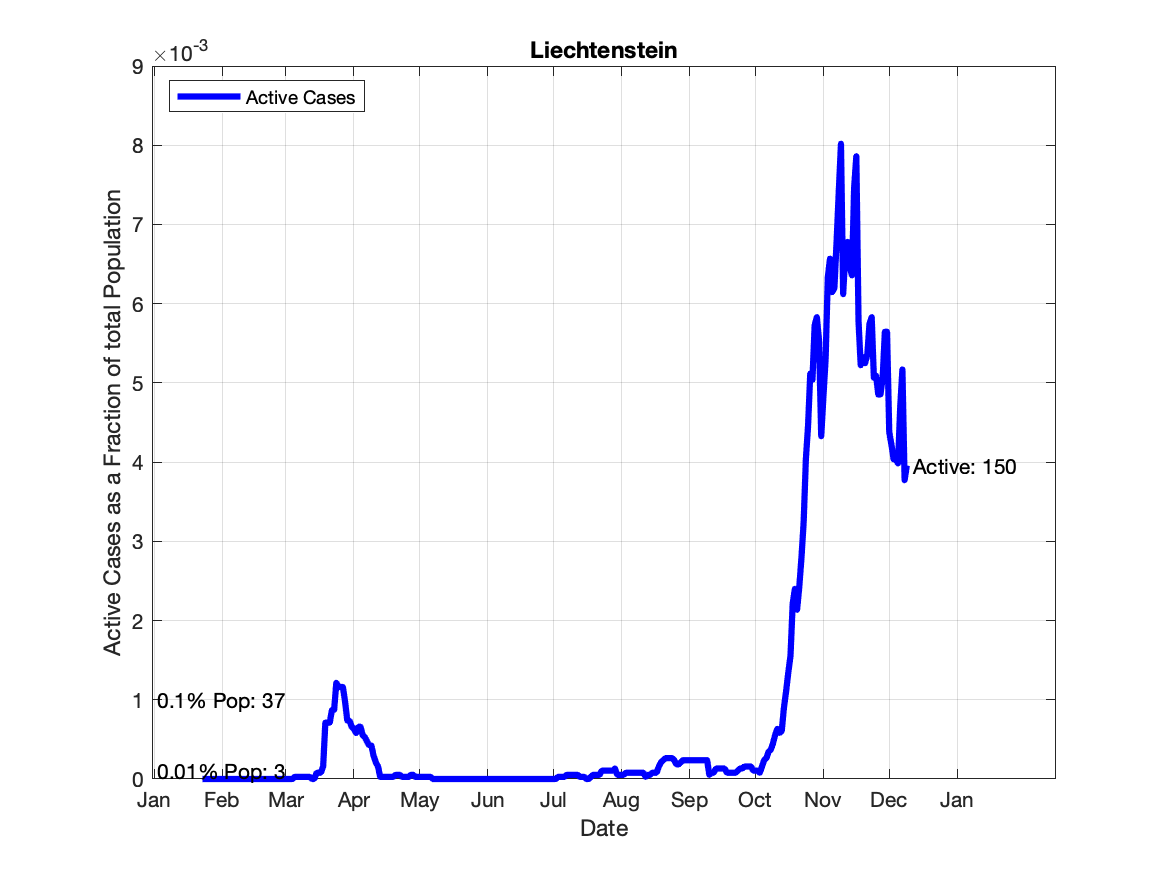 Liechtenstein
×10-3
Active Cases
9
8
7
6
5
4
3
2
1
0
Active Cases as a Fraction of total Population
Active: 150
0.1% Pop: 37
0.01% Pop: 3
Jan Feb Mar Apr May Jun Jul Aug Sep Oct Nov Dec Jan
Date